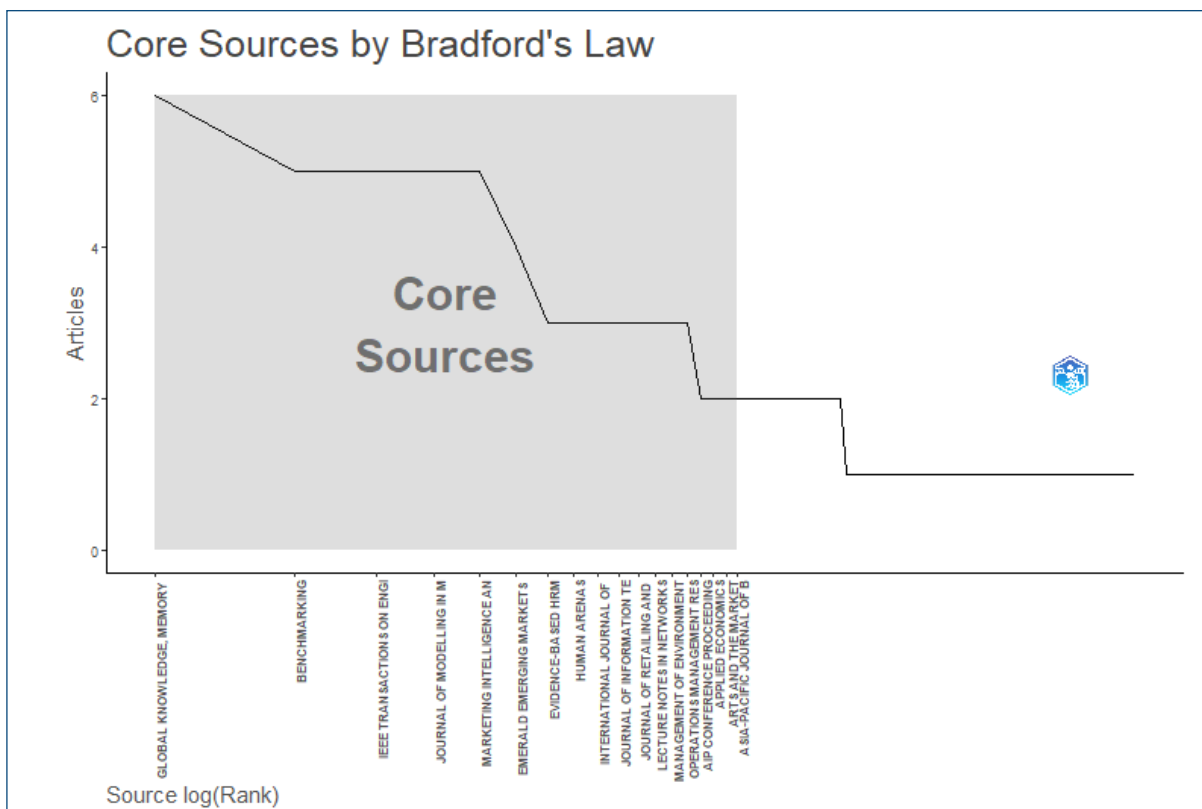 Core Sources by Bradford's Law
Articles
6
4
2
0
Core
Sources
GLOBAL KNOWLEDGE, MEMORY
BENCHMARKING
IEEE TRANSACTIONS ON ENGI
JOURNAL OF MODELLING IN M
MARKETING INTELLIGENCE AN
EMERALD EMERGING MARKETS
EVIDENCE-BASED HRM
HUMAN ARENAS
INTERNATIONAL JOURNAL OF
JOURNAL OF INFORMATION TE
JOURNAL OF RETAILING AND
LECTURE NOTES IN NETWORKS
MANAGEMENT OF ENVIRONMENT
OPERATIONS MANAGEMENT RES
AIP CONFERENCE PROCEEDING
APPLIED ECONOMICS
ARTS AND THE MARKET
ASIA-PACIFIC JOURNAL OF B
Source log(Rank)